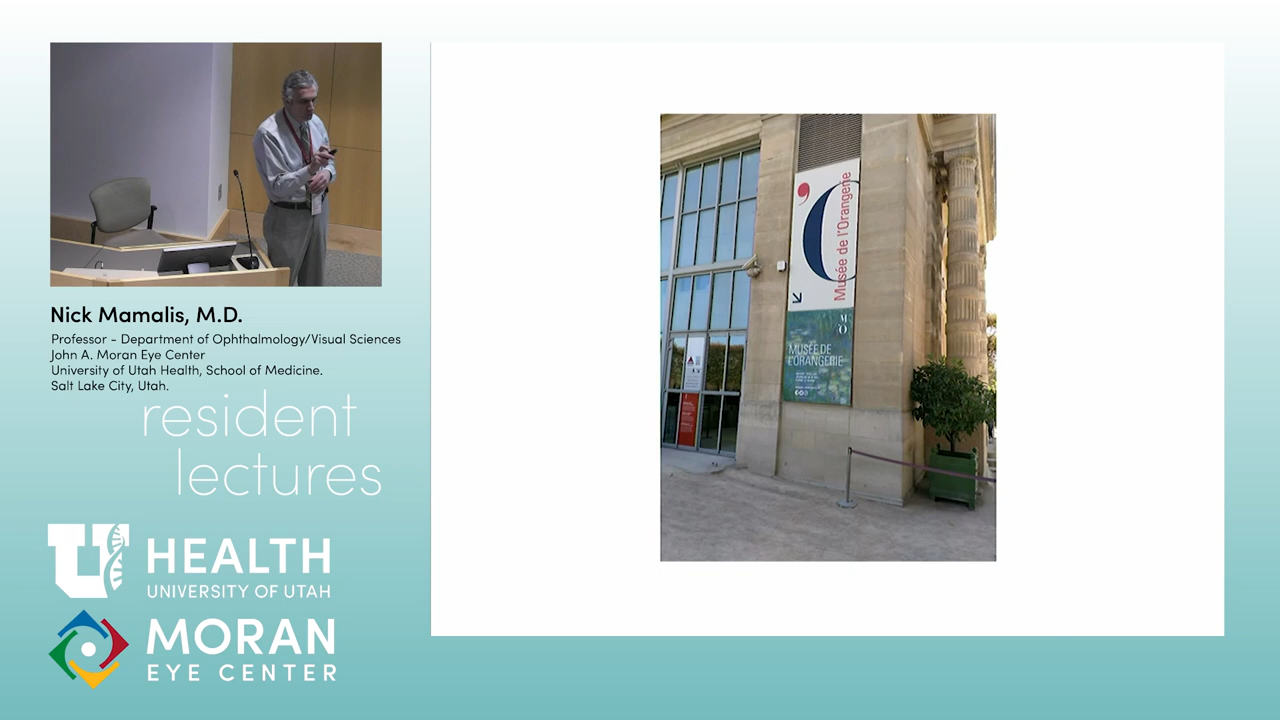 Nick Mamalis, M.D.
Professor - Department of Ophthalmology/Visual Sciences
John A. Moran Eye Center
University of Utah Health, School of Medicine.
Salt Lake City, Utah.
resident
lectures
U
HEALTH
UNIVERSITY OF UTAH
MORAN
EYE CENTER
Musée de l'Orangerie
M
O
MUSÉE DE
L'ORANGERIE